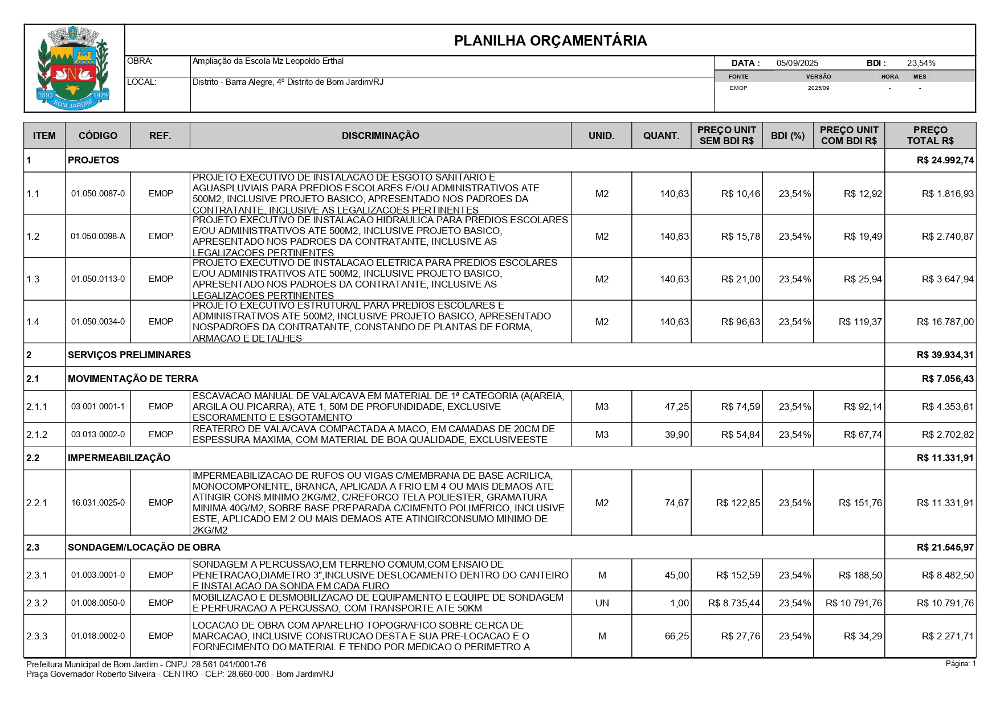 PLANILHA ORÇAMENTÁRIA
OBRA: Ampliação da Escola Mz Leopoldo Erthal
DATA : 05/09/2025 BDI : 23,54%
FONTE VERSÃO HORA MES
LOCAL: Distrito - Barra Alegre, 4º Distrito de Bom Jardim/RJ
EMOP 2025/09 - -
N
1893 1929
BOM JARDIM
ITEM CÓDIGO REF. DISCRIMINAÇÃO UNID. QUANT. PREÇO UNIT SEM BDI R$ BDI (%) PREÇO UNIT COM BDI R$ PREÇO TOTAL R$
1 PROJETOS R$ 24.992,74
1.1 01.050.0087-0 EMOP
PROJETO EXECUTIVO DE INSTALACAO DE ESGOTO SANITARIO E
AGUASPLUVIAIS PARA PREDIOS ESCOLARES E/OU ADMINISTRATIVOS ATE
500M2, INCLUSIVE PROJETO BASICO, APRESENTADO NOS PADROES DA
CONTRATANTE, INCLUSIVE AS LEGALIZACOES PERTINENTES
M2 140,63 R$ 10,46 23,54% R$ 12,92 R$ 1.816,93
1.2 01.050.0098-A EMOP
PROJETO EXECUTIVO DE INSTALACAO HIDRAULICA PARA PREDIOS ESCOLARES
E/OU ADMINISTRATIVOS ATE 500M2, INCLUSIVE PROJETO BASICO,
APRESENTADO NOS PADROES DA CONTRATANTE, INCLUSIVE AS
LEGALIZACOES PERTINENTES
M2 140,63 R$ 15,78 23,54% R$ 19,49 R$ 2.740,87
1.3 01.050.0113-0 EMOP
PROJETO EXECUTIVO DE INSTALACAO ELETRICA PARA PREDIOS ESCOLARES
E/OU ADMINISTRATIVOS ATE 500M2, INCLUSIVE PROJETO BASICO,
APRESENTADO NOS PADROES DA CONTRATANTE, INCLUSIVE AS
LEGALIZACOES PERTINENTES
M2 140,63 R$ 21,00 23,54% R$ 25,94 R$ 3.647,94
1.4 01.050.0034-0 EMOP
PROJETO EXECUTIVO ESTRUTURAL PARA PREDIOS ESCOLARES E
ADMINISTRATIVOS ATE 500M2, INCLUSIVE PROJETO BASICO, APRESENTADO
NOSPADROES DA CONTRATANTE, CONSTANDO DE PLANTAS DE FORMA,
ARMACAO E DETALHES
M2 140,63 R$ 96,63 23,54% R$ 119,37 R$ 16.787,00
2 SERVIÇOS PRELIMINARES R$ 39.934,31
2.1 MOVIMENTAÇÃO DE TERRA R$ 7.056,43
2.1.1 03.001.0001-1 EMOP
ESCAVACAO MANUAL DE VALA/CAVA EM MATERIAL DE 1ª CATEGORIA (A(AREIA,
ARGILA OU PICARRA), ATE 1, 50M DE PROFUNDIDADE, EXCLUSIVE
ESCORAMENTO E ESGOTAMENTO
M3 47,25 R$ 74,59 23,54% R$ 92,14 R$ 4.353,61
2.1.2 03.013.0002-0 EMOP
REATERRO DE VALA/CAVA COMPACTADA A MACO, EM CAMADAS DE 20CM DE
ESPESSURA MAXIMA, COM MATERIAL DE BOA QUALIDADE, EXCLUSIVEESTE
M3 39,90 R$ 54,84 23,54% R$ 67,74 R$ 2.702,82
2.2 IMPERMEABILIZAÇÃO R$ 11.331,91
2.2.1 16.031.0025-0 EMOP
IMPERMEABILIZACAO DE RUFOS OU VIGAS C/MEMBRANA DE BASE ACRILICA,
MONOCOMPONENTE, BRANCA, APLICADA A FRIO EM 4 OU MAIS DEMAOS ATE
ATINGIR CONS.MINIMO 2KG/M2, C/REFORCO TELA POLIESTER, GRAMATURA
MINIMA 40G/M2, SOBRE BASE PREPARADA C/CIMENTO POLIMERICO, INCLUSIVE
ESTE, APLICADO EM 2 OU MAIS DEMAOS ATE ATINGIRCONSUMO MINIMO DE
2KG/M2
M2 74,67 R$ 122,85 23,54% R$ 151,76 R$ 11.331,91
2.3 SONDAGEM/LOCAÇÃO DE OBRA R$ 21.545,97
2.3.1 01.003.0001-0 EMOP
SONDAGEM A PERCUSSAO,EM TERRENO COMUM,COM ENSAIO DE
PENETRACAO,DIAMETRO 3",INCLUSIVE DESLOCAMENTO DENTRO DO CANTEIRO
E INSTALACAO DA SONDA EM CADA FURO
M 45,00 R$ 152,59 23,54% R$ 188,50 R$ 8.482,50
2.3.2 01.008.0050-0 EMOP
MOBILIZACAO E DESMOBILIZACAO DE EQUIPAMENTO E EQUIPE DE SONDAGEM
E PERFURACAO A PERCUSSAO, COM TRANSPORTE ATE 50KM
UN 1,00 R$ 8.735,44 23,54% R$ 10.791,76 R$ 10.791,76
2.3.3 01.018.0002-0 EMOP
LOCACAO DE OBRA COM APARELHO TOPOGRAFICO SOBRE CERCA DE
MARCACAO, INCLUSIVE CONSTRUCAO DESTA E SUA PRE-LOCACAO E O
FORNECIMENTO DO MATERIAL E TENDO POR MEDICAO O PERIMETRO A
M 66,25 R$ 27,76 23,54% R$ 34,29 R$ 2.271,71
Prefeitura Municipal de Bom Jardim - CNPJ: 28.561.041/0001-76
Praça Governador Roberto Silveira - CENTRO - CEP: 28.660-000 - Bom Jardim/RJ
Página: 1